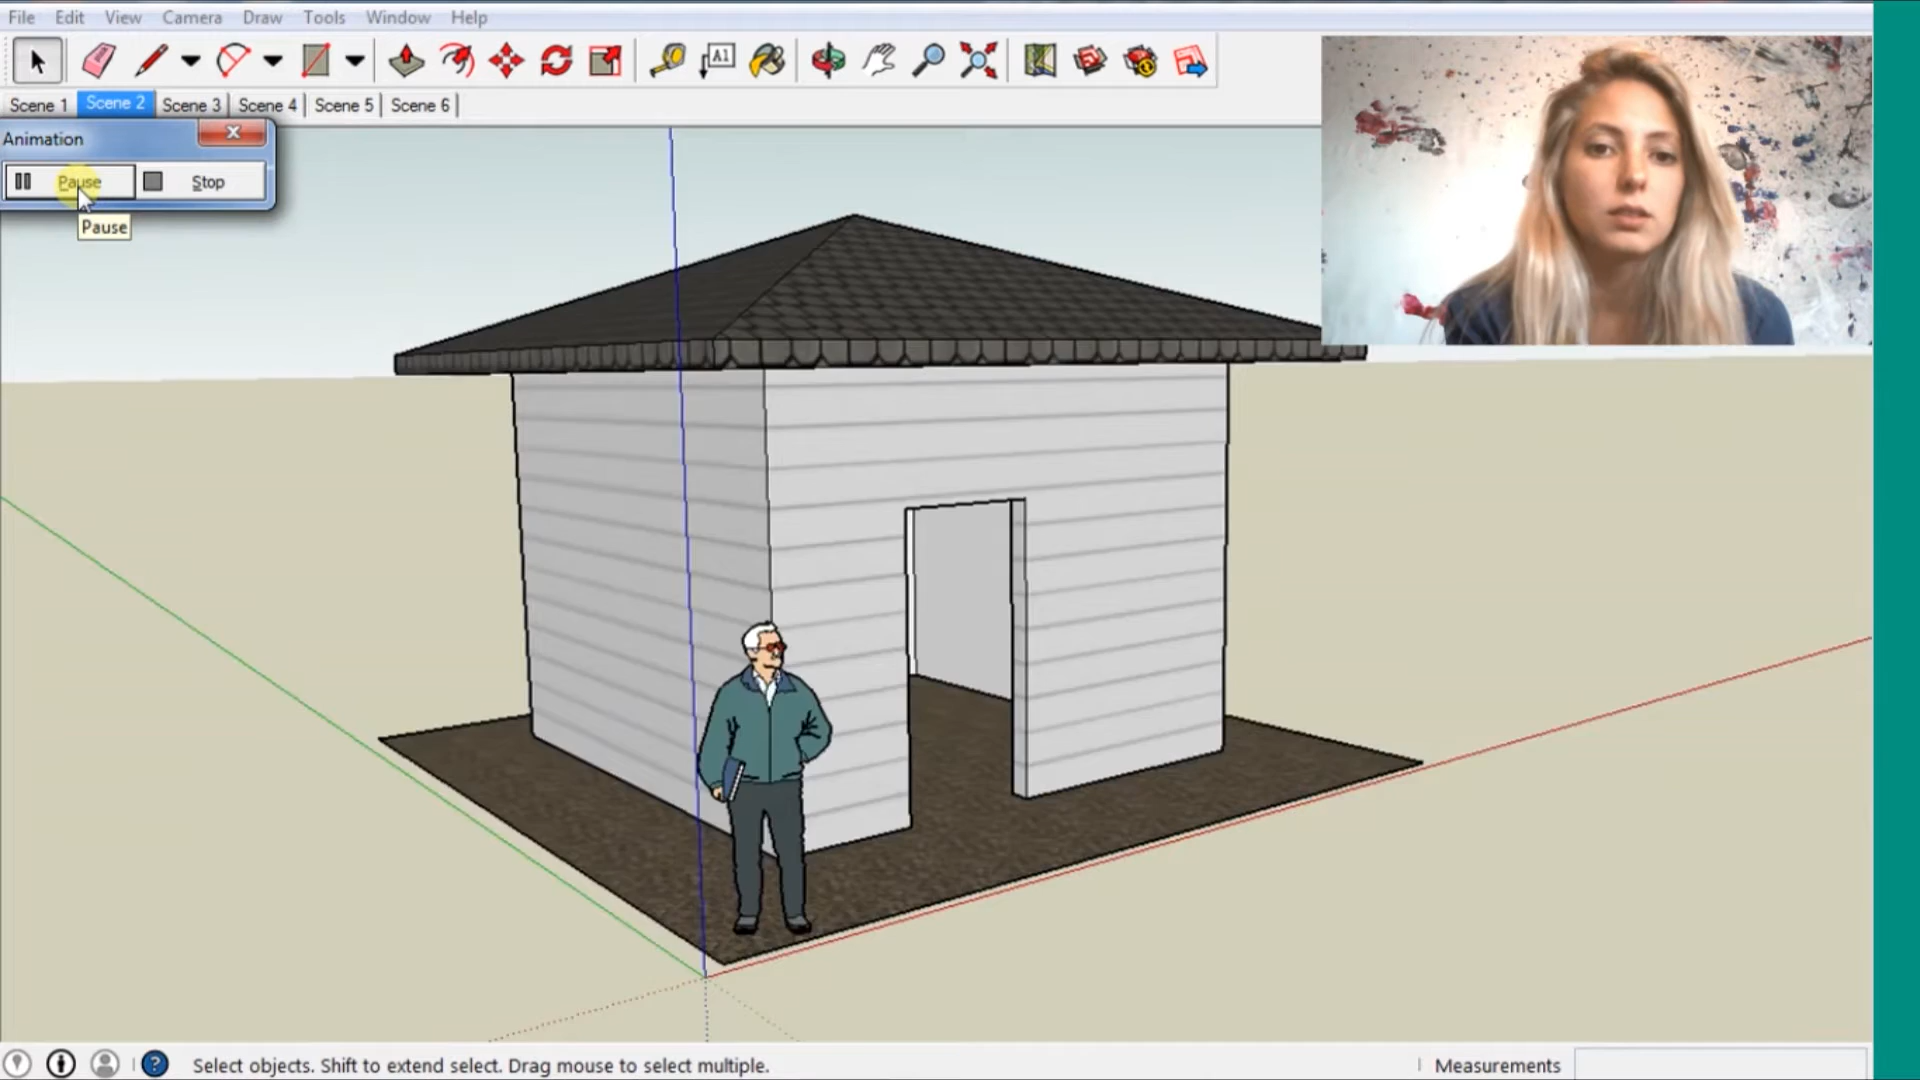 File Edit View Camera Draw Tools Window Help
A1
Scene 1 Scene 2 Scene 3 Scene 4 Scene 5 Scene 6
Animation
Pause Stop
Pause
? Select objects. Shift to extend select. Drag mouse to select multiple. Measurements